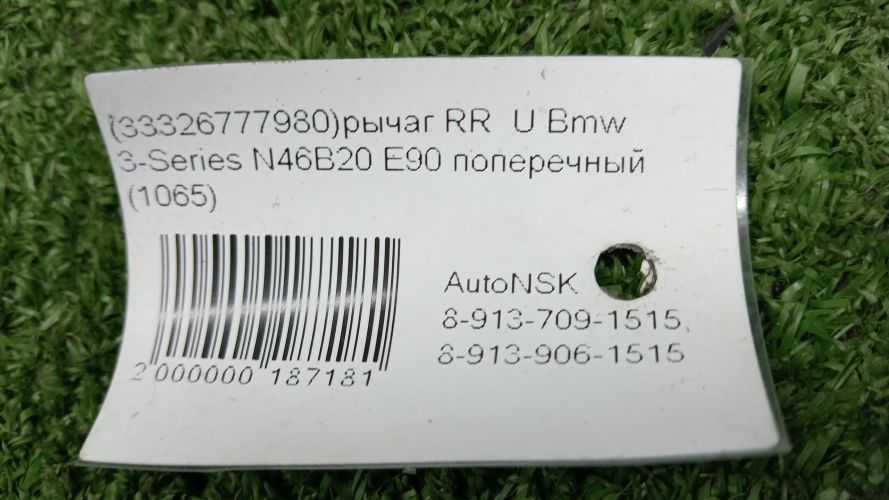 (33326777980)рычаг RR U Bmw
3-Series N46B20 E90 поперечный
(1065)
AutoNSK
8-913-709-1515,
8-913-906-1515
2 000000 187181